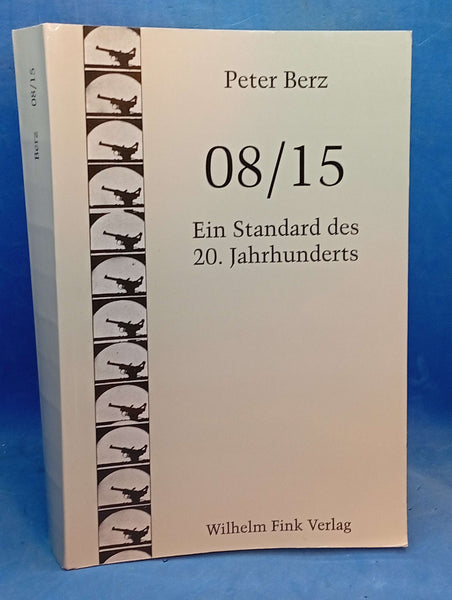 Berz 08/15
Peter Berz
08/15
Ein Standard des
20. Jahrhunderts
Wilhelm Fink Verlag